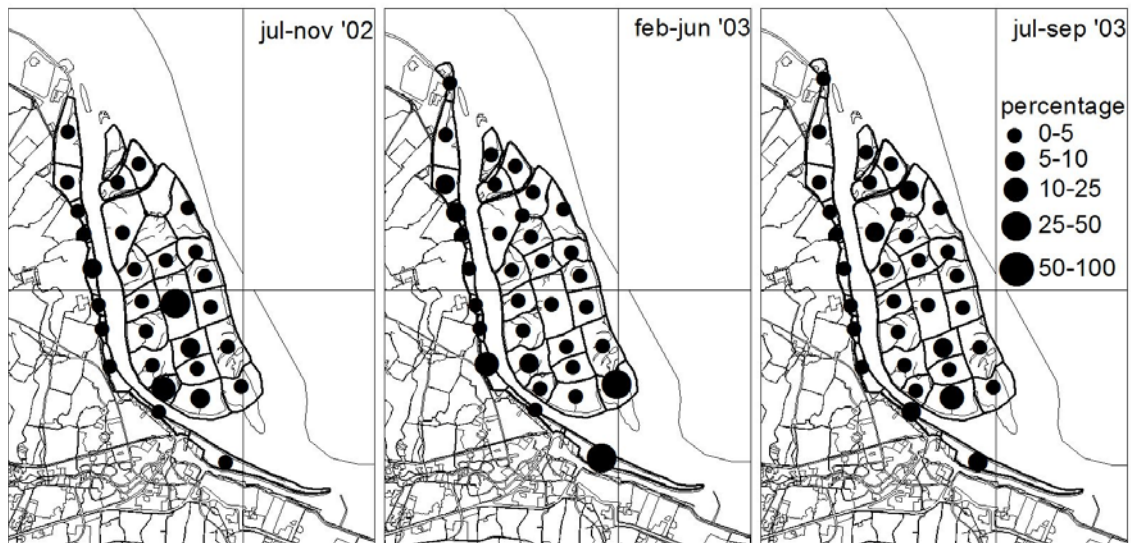 jul-nov '02
feb-jun '03
jul-sep '03
percentage
0-5
5-10
10-25
25-50
50-100